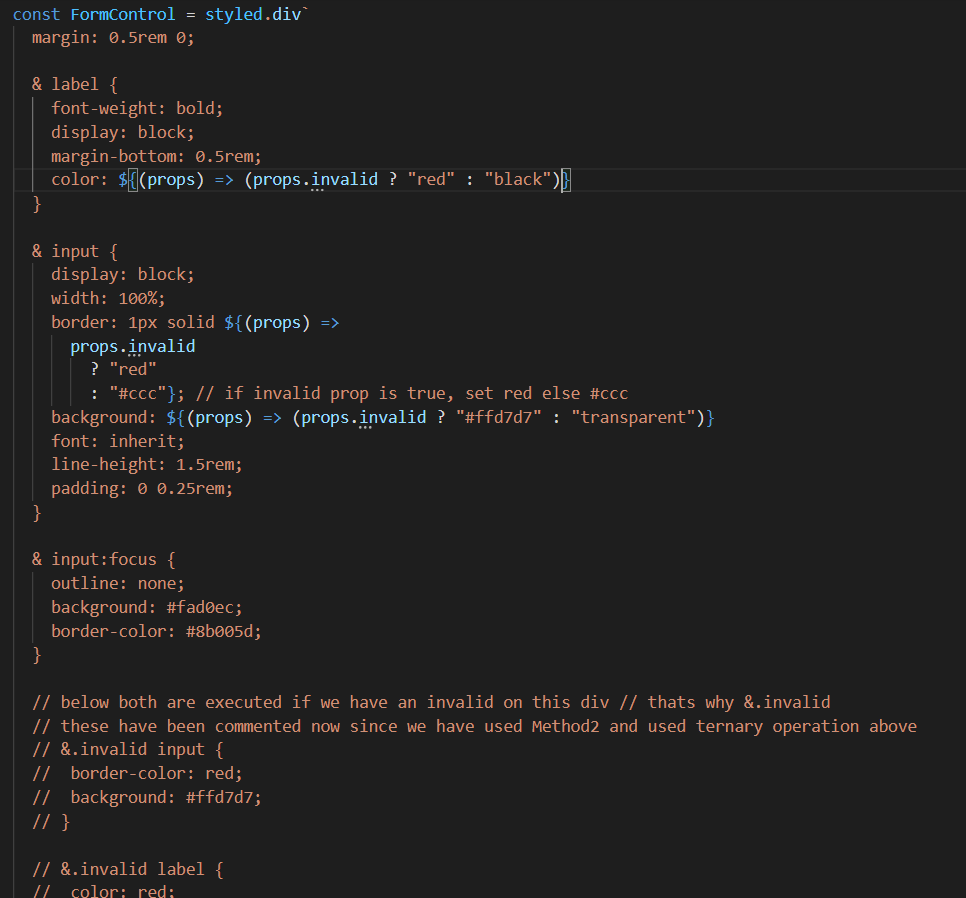 const FormControl = styled.div`
margin: 0.5rem 0;
& label {
font-weight: bold;
display: block;
margin-bottom: 0.5rem;
color: ${(props) => (props.invalid ? "red" : "black")}
}
& input {
display: block;
width: 100%;
border: 1px solid ${(props) =>
props.invalid
? "red"
: "#ccc"}; // if invalid prop is true, set red else #ccc
background: ${(props) => (props.invalid ? "#ffd7d7" : "transparent")}
font: inherit;
line-height: 1.5rem;
padding: 0 0.25rem;
}
& input:focus {
outline: none;
background: #fad0ec;
border-color: #8b005d;
}
// below both are executed if we have an invalid on this div // thats why &.invalid
// these have been commented now since we have used Method2 and used ternary operation above
// &.invalid input {
//  border-color: red;
//  background: #ffd7d7;
// }
// &.invalid label {
//  color: red;